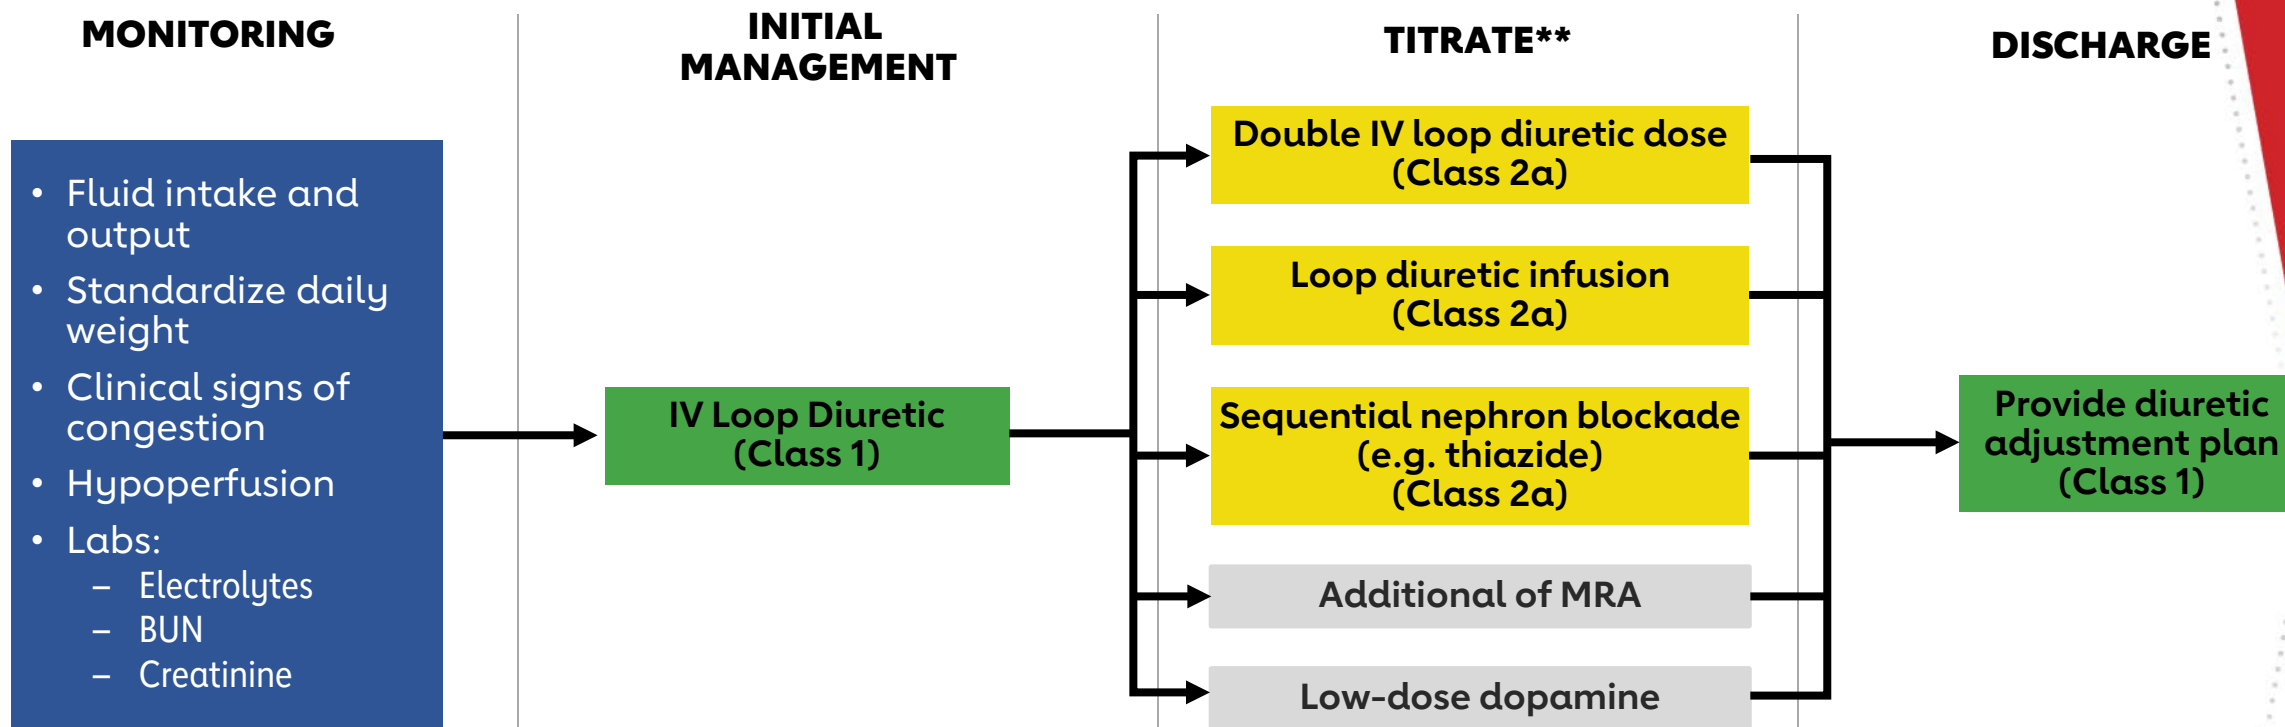 MONITORING
INITIAL
MANAGEMENT
TITRATE**
DISCHARGE
• Fluid intake and
output
• Standardize daily
weight
• Clinical signs of
congestion
• Hypoperfusion
• Labs:
– Electrolytes
– BUN
– Creatinine
IV Loop Diuretic
(Class 1)
Double IV loop diuretic dose
(Class 2a)
Loop diuretic infusion
(Class 2a)
Sequential nephron blockade
(e.g. thiazide)
(Class 2a)
Additional of MRA
Low-dose dopamine
Provide diuretic
adjustment plan
(Class 1)